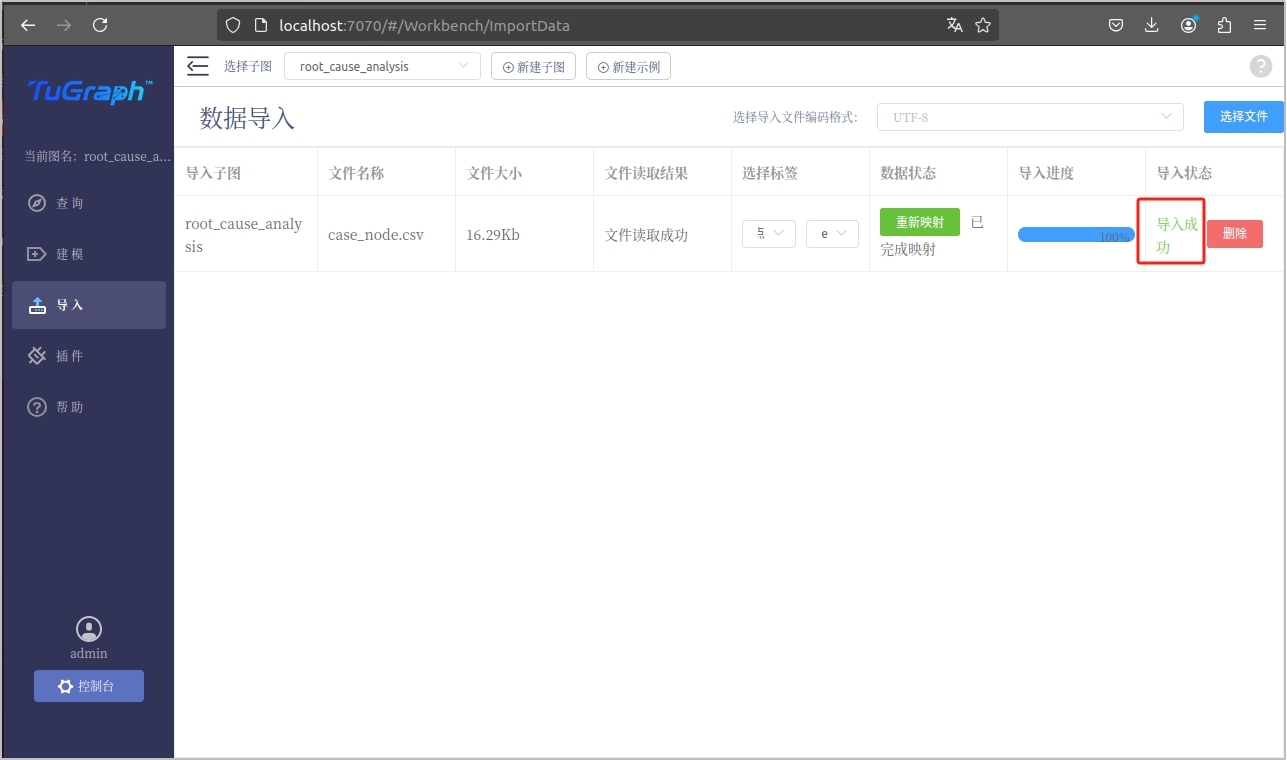 localhost:7070/#/Workbench/ImportData
TuGraph™
选择子图
root_cause_analysis
新建子图
新建示例
?
数据导入
选择导入文件编码格式：
UTF-8
选择文件
当前图名：root_cause_a...
查询
建模
导入
插件
帮助
导入子图 文件名称 文件大小 文件读取结果 选择标签 数据状态 导入进度 导入状态
root_cause_analy
sis
case_node.csv
16.29Kb
文件读取成功
e
重新映射 已
完成映射
100%
导入成
功
删除
admin
控制台